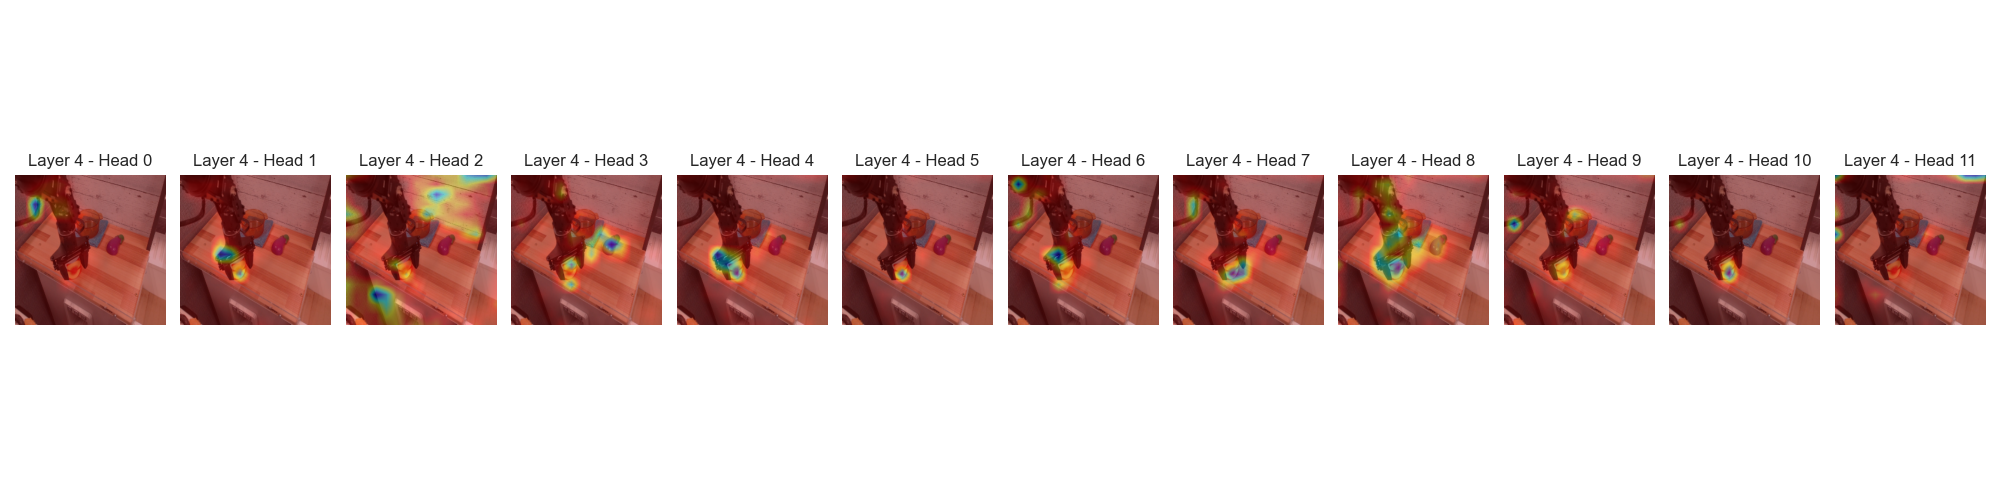 Layer 4 - Head 0
Layer 4 - Head 1
Layer 4 - Head 2
Layer 4 - Head 3
Layer 4 - Head 4
Layer 4 - Head 5
Layer 4 - Head 6
Layer 4 - Head 7
Layer 4 - Head 8
Layer 4 - Head 9
Layer 4 - Head 10
Layer 4 - Head 11